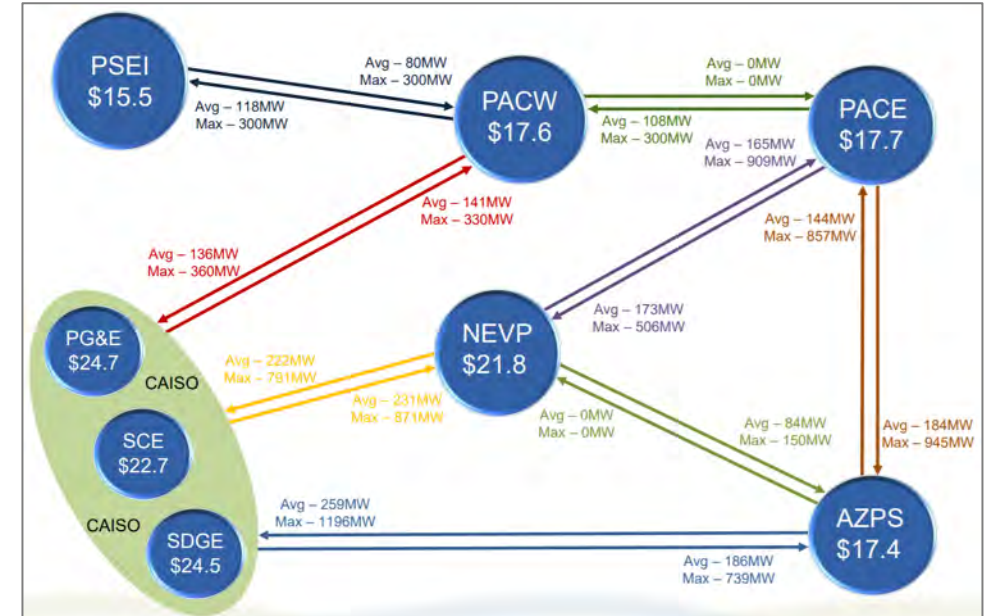 PSEI
$15.5
Avg – 80MW
Max – 300MW
Avg – 118MW
Max – 300MW
PACW
$17.6
Avg – 0MW
Max – 0MW
Avg – 108MW
Max – 300MW
PACE
$17.7
Avg – 165MW
Max – 909MW
Avg – 141MW
Max – 330MW
Avg – 144MW
Max – 857MW
Avg – 136MW
Max – 360MW
PG&E
$24.7
CAISO
NEVP
$21.8
Avg – 173MW
Max – 506MW
Avg – 222MW
Max – 761MW
Avg – 231MW
Max – 871MW
SCE
$22.7
Avg – 0MW
Max – 0MW
Avg – 84MW
Max – 150MW
Avg – 184MW
Max – 945MW
CAISO
SDGE
$24.5
Avg – 259MW
Max – 1196MW
AZPS
$17.4
Avg – 186MW
Max – 739MW